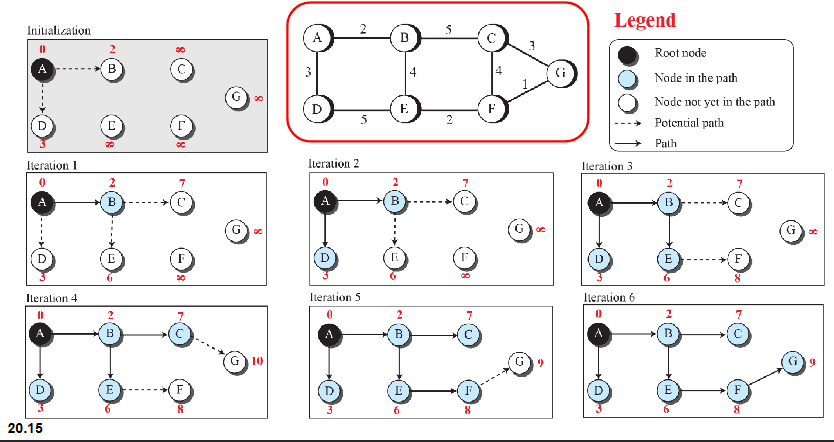 Initialization
0 2 ∞
A B C
G ∞
D E F
3 ∞ ∞
A 2 B 5 C
3 4 4 3 1 G
D 5 E 2 F
Legend
Root node
Node in the path
Node not yet in the path
Potential path
Path
Iteration 1
0 2 7
A B C
G ∞
D E F
3 6 ∞
Iteration 2
0 2 7
A B C
G ∞
D E F
3 6 ∞
Iteration 3
0 2 7
A B C
G ∞
D E F
3 6 8
Iteration 4
0 2 7
A B C
G 10
D E F
3 6 8
Iteration 5
0 2 7
A B C
G 9
D E F
3 6 8
Iteration 6
0 2 7
A B C
G 9
D E F
3 6 8
20.15